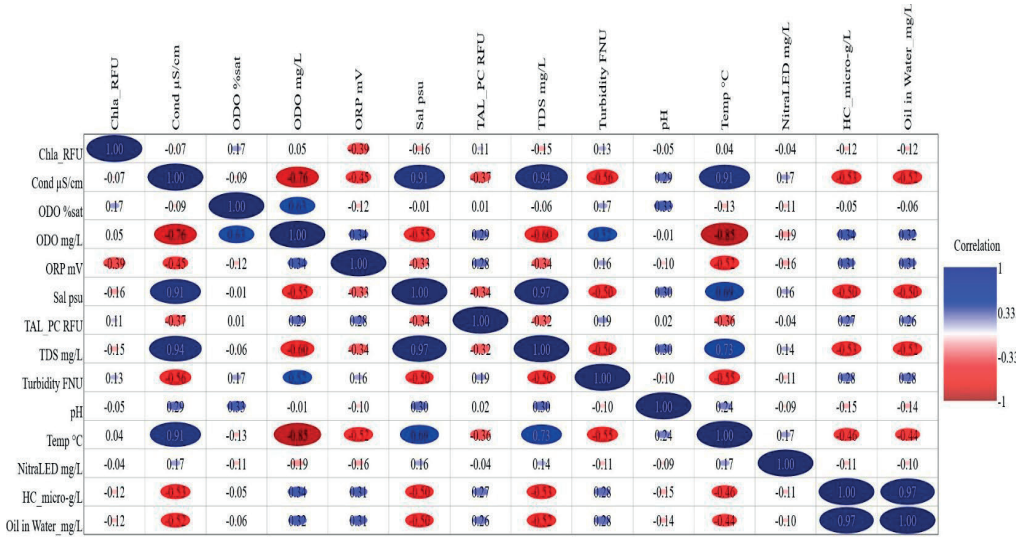 Chla_RFU
Cond µS/cm
ODO %sat
ODO mg/L
ORP mV
Sal psu
TAL_PC RFU
TDS mg/L
Turbidity FNU
pH
Temp °C
NitraLED mg/L
HC_micro-g/L
Oil in Water_mg/L
Chla_RFU 1.00 -0.07 0.17 0.05 -0.39 -0.16 0.11 -0.15 0.13 -0.05 0.04 -0.04 -0.12 -0.12
Cond µS/cm -0.07 1.00 -0.09 -0.76 -0.45 0.91 -0.37 0.94 -0.56 0.29 0.91 0.17 -0.53 -0.52
ODO %sat 0.17 -0.09 1.00 -0.12 -0.01 0.01 -0.06 0.17 0.33 -0.13 -0.11 -0.05 -0.06
ODO mg/L 0.05 -0.76 1.00 0.34 -0.55 0.29 -0.60 -0.01 -0.85 -0.19 0.34 0.32
ORP mV -0.39 -0.45 -0.12 0.34 1.00 -0.33 0.28 -0.34 0.16 -0.10 -0.52 -0.16 0.31 0.31
Sal psu -0.16 0.91 -0.01 -0.55 -0.33 1.00 -0.34 0.97 -0.50 0.30 0.16 -0.50 -0.50
TAL_PC RFU 0.11 -0.37 0.01 0.29 0.28 -0.34 1.00 -0.32 0.19 0.02 -0.36 -0.04 0.27 0.26
TDS mg/L -0.15 0.94 -0.06 -0.60 -0.34 0.97 -0.32 1.00 -0.50 0.30 0.73 0.14 -0.53 -0.52
Turbidity FNU 0.13 -0.56 0.17 0.16 -0.50 0.19 -0.50 1.00 -0.10 -0.55 -0.11 0.28 0.28
pH -0.05 0.29 0.33 -0.01 -0.10 0.30 0.02 0.30 -0.10 1.00 0.24 -0.09 -0.15 -0.14
Temp °C 0.04 0.91 -0.13 -0.85 -0.52 -0.36 0.73 -0.55 0.24 1.00 0.17 -0.46 -0.44
NitraLED mg/L -0.04 0.17 -0.11 -0.19 -0.16 0.16 -0.04 0.14 -0.11 -0.09 0.17 1.00 -0.11 -0.10
HC_micro-g/L -0.12 -0.53 -0.05 0.34 0.31 -0.50 0.27 -0.53 0.28 -0.15 -0.46 -0.11 1.00 0.97
Oil in Water_mg/L -0.12 -0.52 -0.06 0.32 0.31 -0.50 0.26 -0.52 0.28 -0.14 -0.44 -0.10 0.97 1.00
Correlation
1
0.33
-0.33
-1